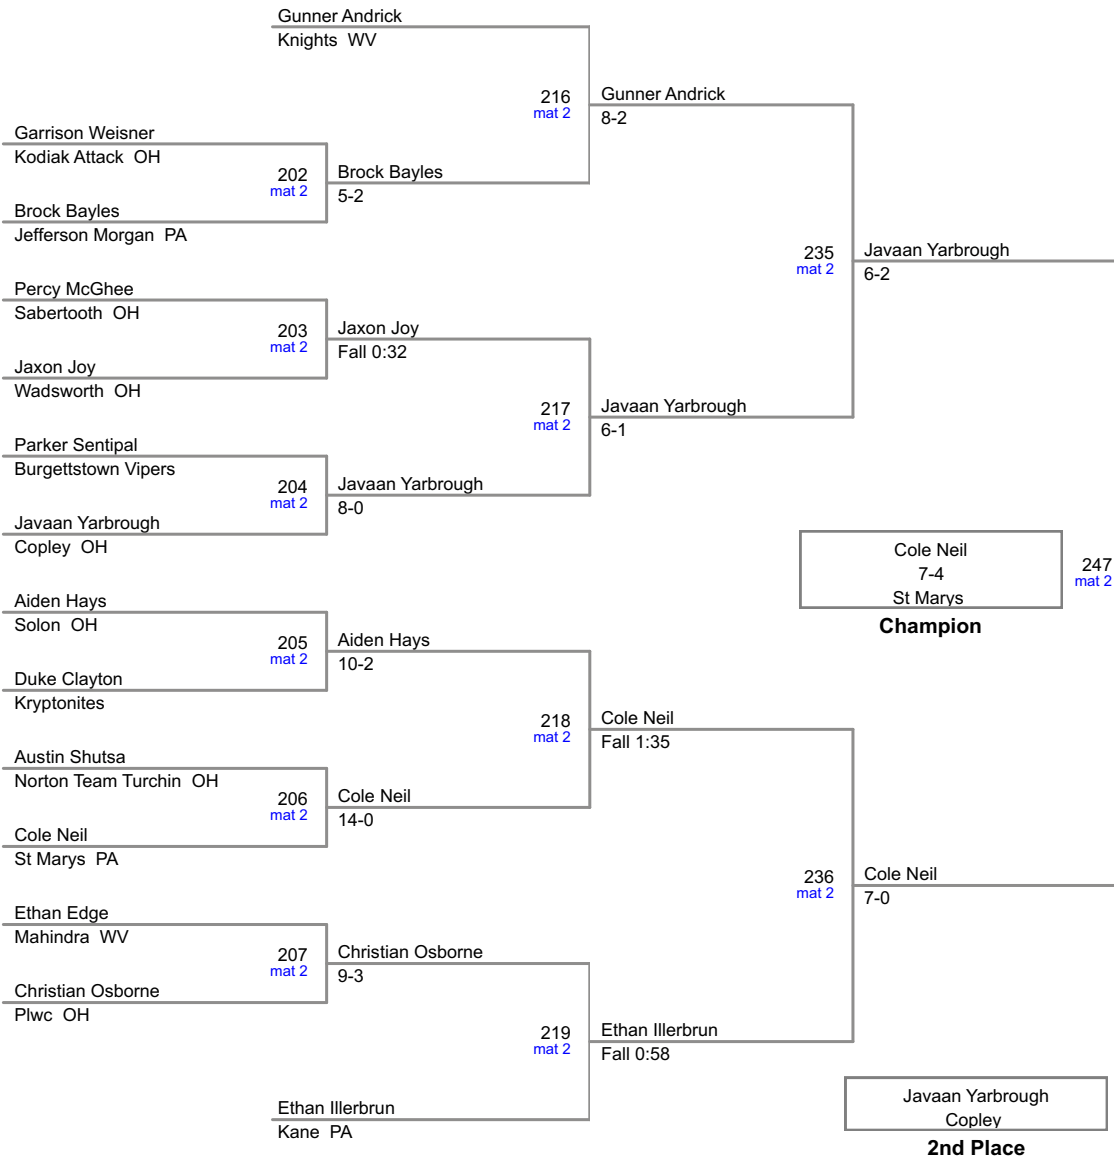 Gunner Andrick
Knights WV
216
mat 2
Gunner Andrick
8-2
Garrison Weisner
Kodiak Attack OH
202
mat 2
Brock Bayles
5-2
Brock Bayles
Jefferson Morgan PA
235
mat 2
Javaan Yarbrough
6-2
Percy McGhee
Sabertooth OH
203
mat 2
Jaxon Joy
Fall 0:32
Jaxon Joy
Wadsworth OH
217
mat 2
Javaan Yarbrough
6-1
Parker Sentipal
Burgettstown Vipers
204
mat 2
Javaan Yarbrough
8-0
Javaan Yarbrough
Copley OH
Cole Neil
7-4
St Marys
247
mat 2
Champion
Aiden Hays
Solon OH
205
mat 2
Aiden Hays
10-2
Duke Clayton
Kryptonites
218
mat 2
Cole Neil
Fall 1:35
Austin Shutsa
Norton Team Turchin OH
206
mat 2
Cole Neil
14-0
Cole Neil
St Marys PA
236
mat 2
Cole Neil
7-0
Ethan Edge
Mahindra WV
207
mat 2
Christian Osborne
9-3
Christian Osborne
Plwc OH
219
mat 2
Ethan Illerbrun
Fall 0:58
Ethan Illerbrun
Kane PA
Javaan Yarbrough
Copley
2nd Place